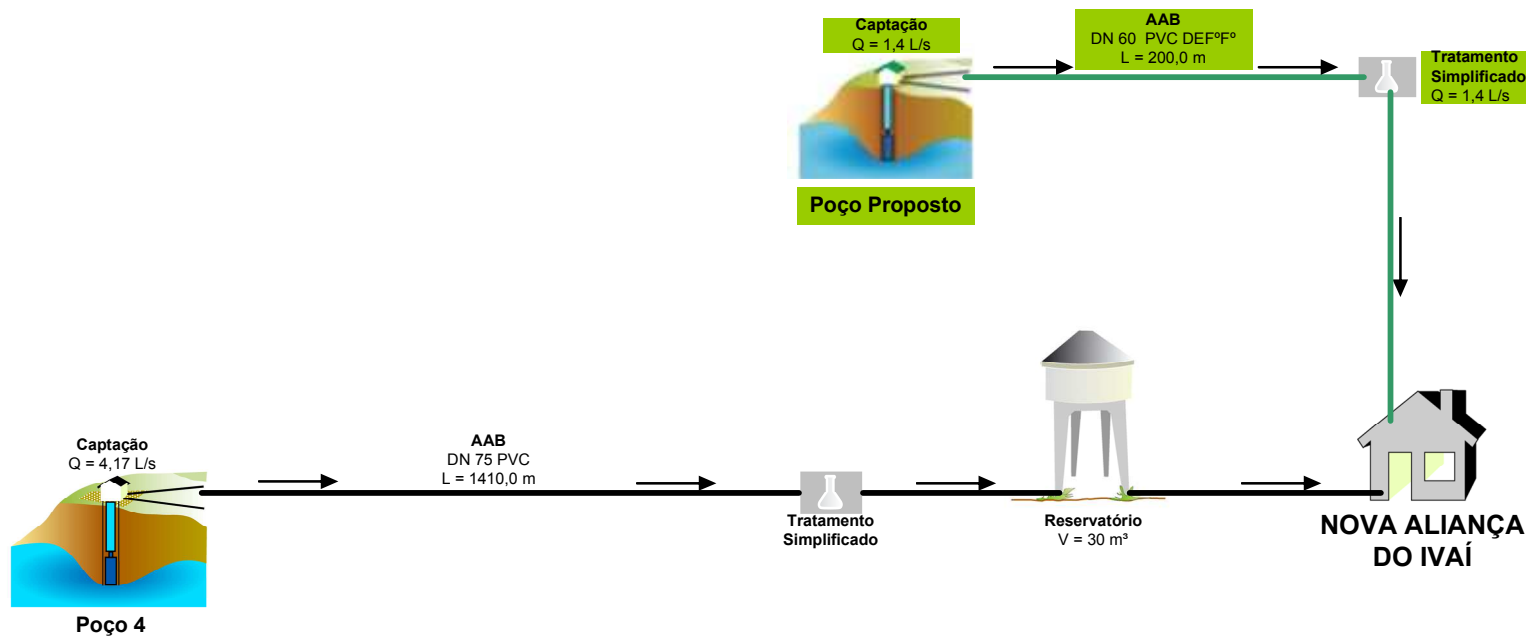 Captação
Q = 1,4 L/s
AAB
DN 60 PVC DEFºFº
L = 200,0 m
Tratamento
Simplificado
Q = 1,4 L/s
Poço Proposto
Captação
Q = 4,17 L/s
AAB
DN 75 PVC
L = 1410,0 m
Tratamento
Simplificado
Reservatório
V = 30 m³
NOVA ALIANÇA
DO IVAÍ
Poço 4